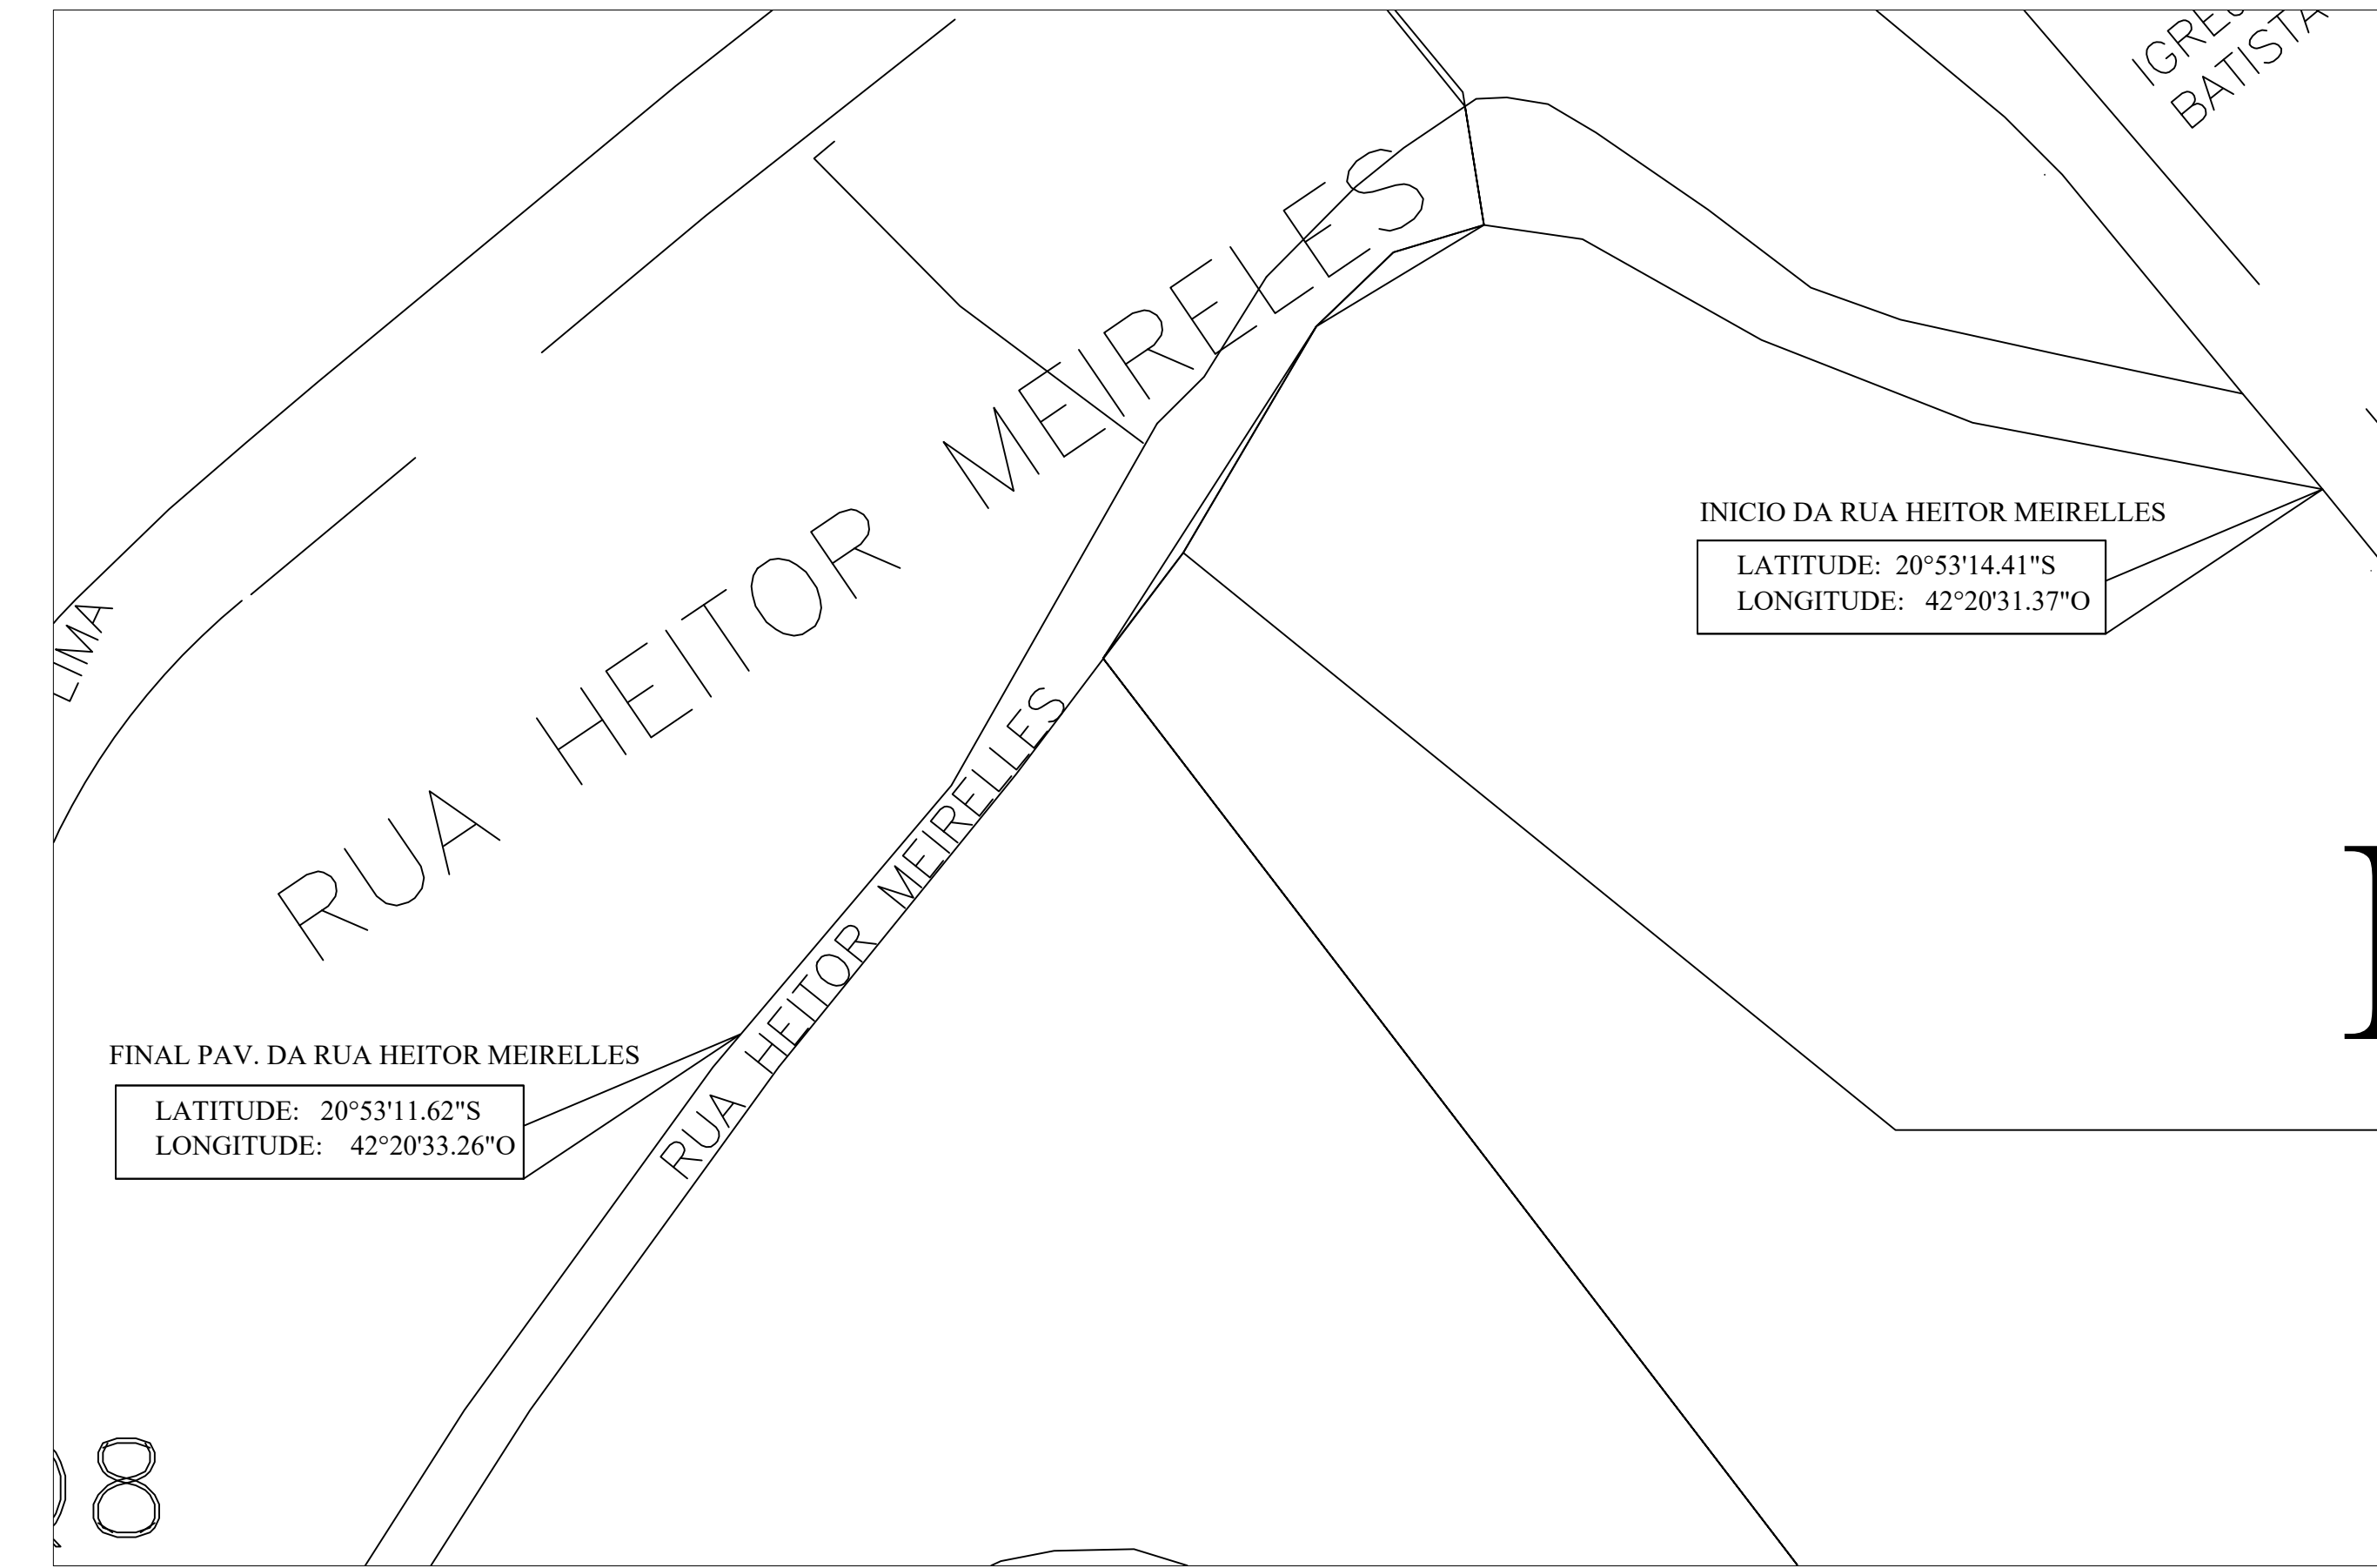 BATISTA
RUA HEITOR MEIRELES
INICIO DA RUA HEITOR MEIRELLES
LATITUDE: 20°53'14.41"S
LONGITUDE: 42°20'31.37"O
LIMA
RUA HEITOR MEIRELLES
FINAL PAV. DA RUA HEITOR MEIRELLES
LATITUDE: 20°53'11.62"S
LONGITUDE: 42°20'33.26"O
8